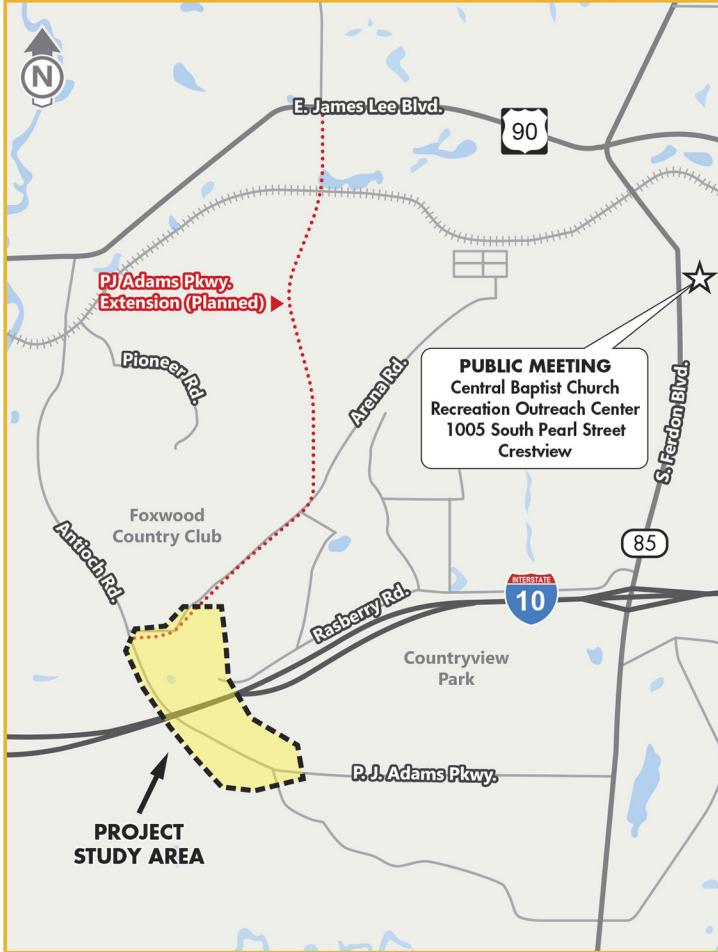 N
E. James Lee Blvd.
90
PJ Adams Pkwy.
Extension (Planned)
Pioneer Rd.
Arena Rd.
PUBLIC MEETING
Central Baptist Church
Recreation Outreach Center
1005 South Pearl Street
Crestview
S. Ferdon Blvd.
Foxwood
Country Club
Antioch Rd.
85
INTERSTATE
10
Rasberry Rd.
Countryview
Park
P. J. Adams Pkwy.
PROJECT
STUDY AREA